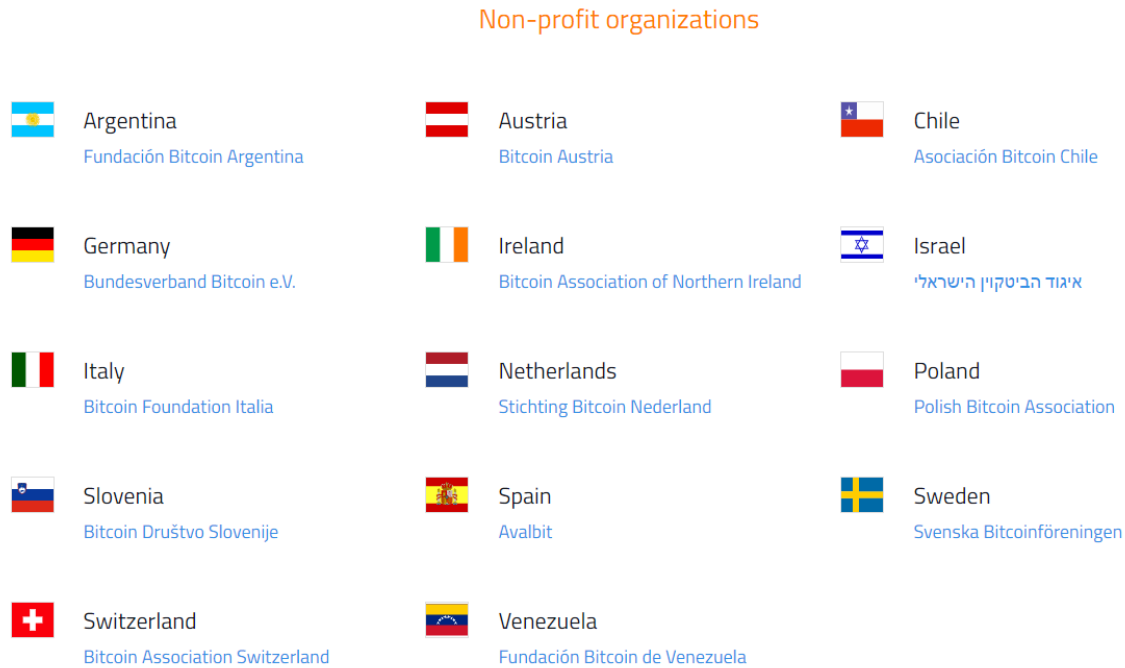 Non-profit organizations
Argentina
Fundación Bitcoin Argentina
Austria
Bitcoin Austria
Chile
Asociación Bitcoin Chile
Germany
Bundesverband Bitcoin e.V.
Ireland
Bitcoin Association of Northern Ireland
Israel
איגוד הביטקוין הישראלי
Italy
Bitcoin Foundation Italia
Netherlands
Stichting Bitcoin Nederland
Poland
Polish Bitcoin Association
Slovenia
Bitcoin Društvo Slovenije
Spain
Avalbit
Sweden
Svenska Bitcoinföreningen
Switzerland
Bitcoin Association Switzerland
Venezuela
Fundación Bitcoin de Venezuela